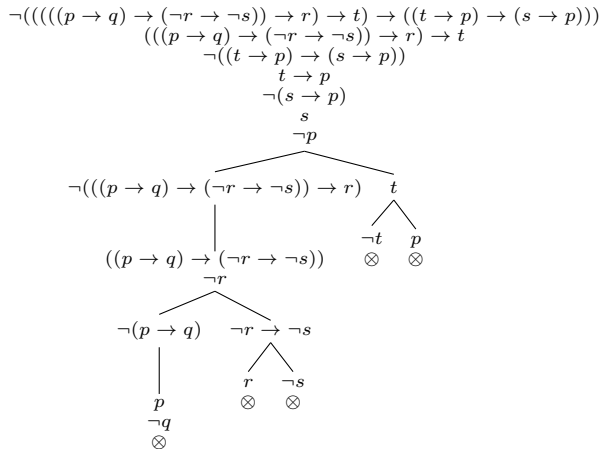 ¬(((((p → q) → (¬r → ¬s)) → r) → t) → ((t → p) → (s → p)))
(((p → q) → (¬r → ¬s)) → r) → t
¬((t → p) → (s → p))
t → p
¬(s → p)
s
¬p
¬(((p → q) → (¬r → ¬s)) → r) t
¬t p
⊗ ⊗
((p → q) → (¬r → ¬s))
¬r
¬(p → q) ¬r → ¬s
r ¬s
⊗ ⊗
p
¬q
⊗